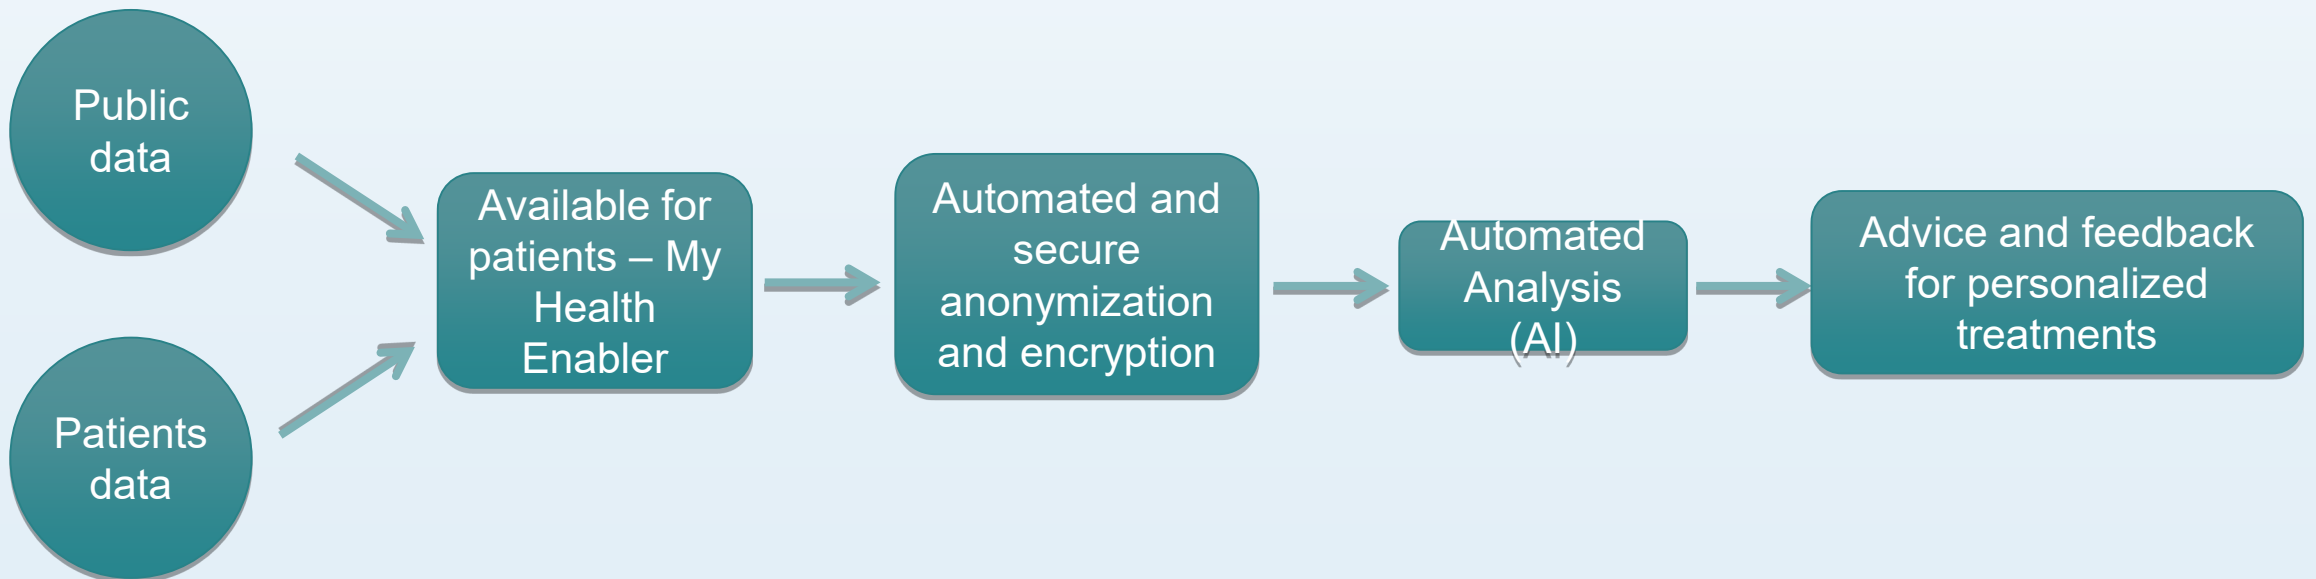 Public
data
Patients
data
Available for
patients – My
Health
Enabler
Automated and
secure
anonymization
and encryption
Automated
Analysis
(AI)
Advice and feedback
for personalized
treatments